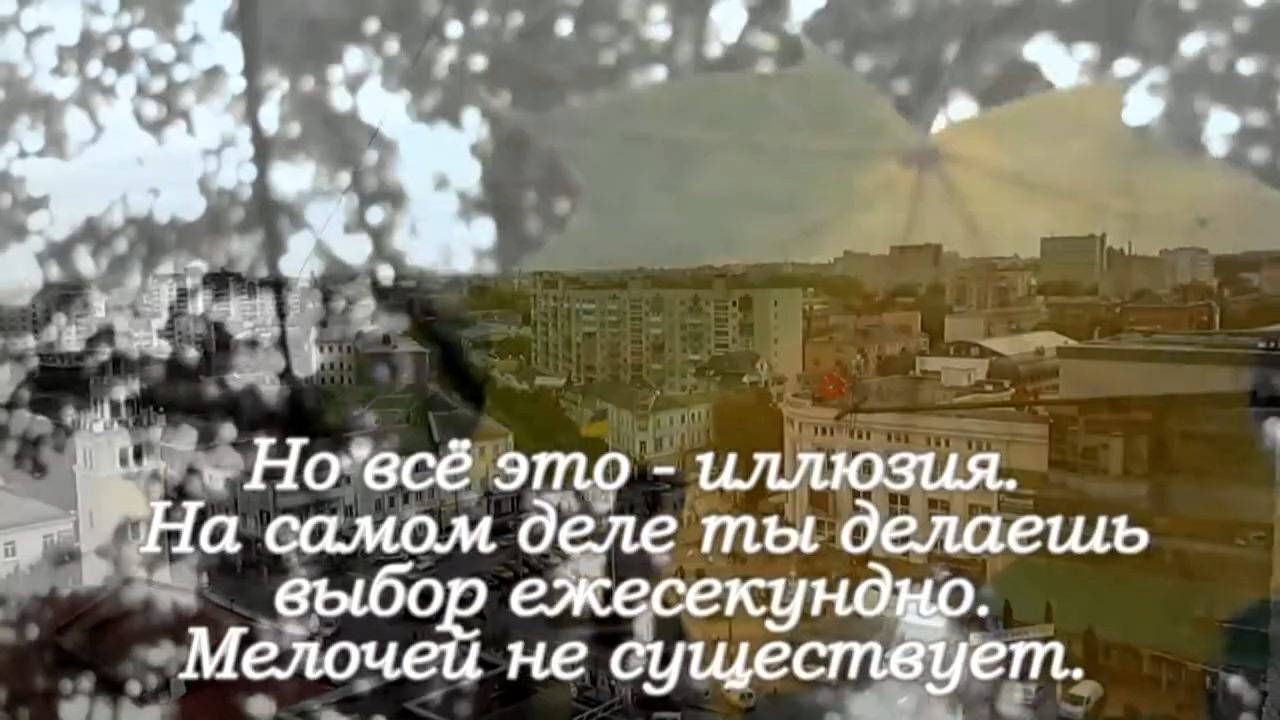 Но всё это - иллюзия.
На самом деле ты делаешь
выбор ежесекундно.
Мелочей не существует.